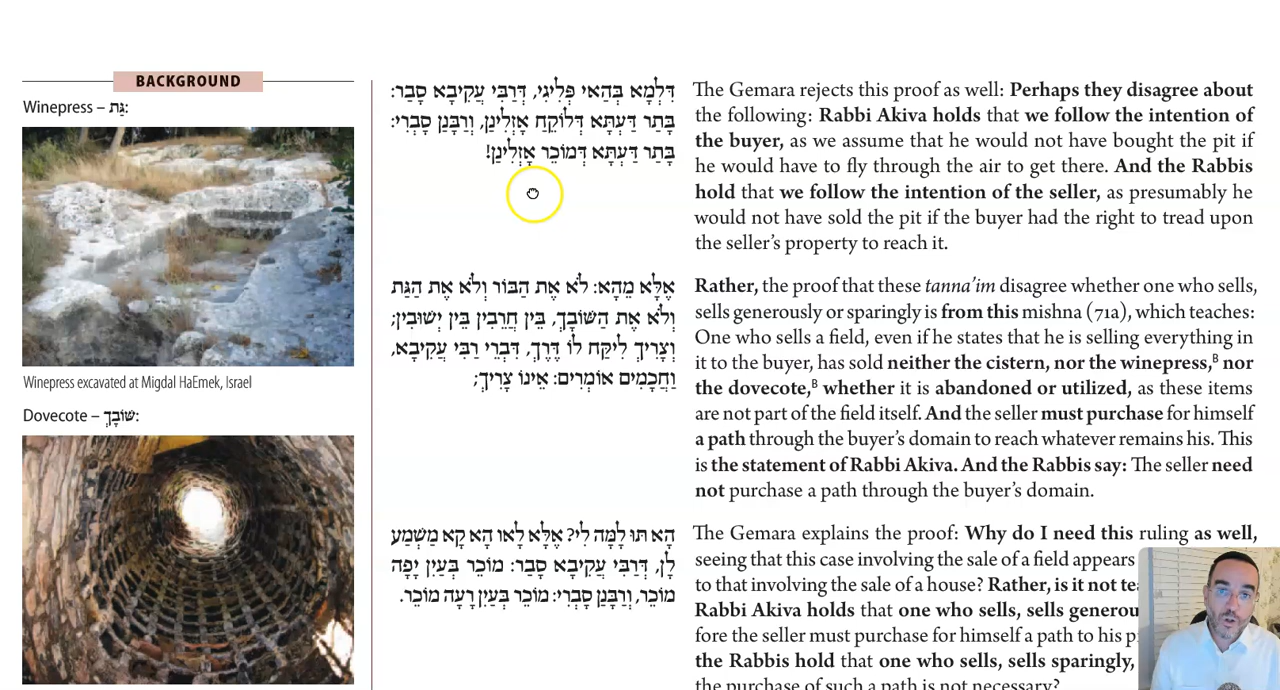 BACKGROUND
Winepress – גַּת:
Winepress excavated at Migdal HaEmek, Israel
Dovecote – שׁוֹבָךְ:
דִּלְמָא בְּהַאי פְּלִיגִי, דְּרַבִּי עֲקִיבָא סָבַר:
בָּתַר דַּעְתָּא דְּלוֹקֵחַ אָזְלִינַן, וְרַבָּנַן סָבְרִי:
בָּתַר דַּעְתָּא דְּמוֹכֵר אָזְלִינַן!
אֶלָּא מֵהָא: לֹא אֶת הַבּוֹר וְלֹא אֶת הַגַּת
וְלֹא אֶת הַשּׁוֹבָךְ, בֵּין חֲרֵבִין בֵּין יְשׁוּבִין;
וְצָרִיךְ לִיקַּח לוֹ דֶּרֶךְ, דִּבְרֵי רַבִּי עֲקִיבָא,
וַחֲכָמִים אוֹמְרִים: אֵינוֹ צָרִיךְ;
הָא תּוּ לָמָּה לִי? אֶלָּא לָאו הָא קָא מַשְׁמַע
לַן, דְּרַבִּי עֲקִיבָא סָבַר: מוֹכֵר בְּעַיִן יָפָה
מוֹכֵר, וְרַבָּנַן סָבְרִי: מוֹכֵר בְּעַיִן רָעָה מוֹכֵר.
The Gemara rejects this proof as well: Perhaps they disagree about
the following: Rabbi Akiva holds that we follow the intention of
the buyer, as we assume that he would not have bought the pit if
he would have to fly through the air to get there. And the Rabbis
hold that we follow the intention of the seller, as presumably he
would not have sold the pit if the buyer had the right to tread upon
the seller's property to reach it.
Rather, the proof that these tanna'im disagree whether one who sells,
sells generously or sparingly is from this mishna (71a), which teaches:
One who sells a field, even if he states that he is selling everything in
it to the buyer, has sold neither the cistern, nor the winepress,ᴮ nor
the dovecote,ᴮ whether it is abandoned or utilized, as these items
are not part of the field itself. And the seller must purchase for himself
a path through the buyer's domain to reach whatever remains his. This
is the statement of Rabbi Akiva. And the Rabbis say: The seller need
not purchase a path through the buyer's domain.
The Gemara explains the proof: Why do I need this ruling as well,
seeing that this case involving the sale of a field appears
to that involving the sale of a house? Rather, is it not
Rabbi Akiva holds that one who sells, sells
fore the seller must purchase for himself a path to his
the Rabbis hold that one who sells, sells sparingly,
the purchase of such a path is not necessary?